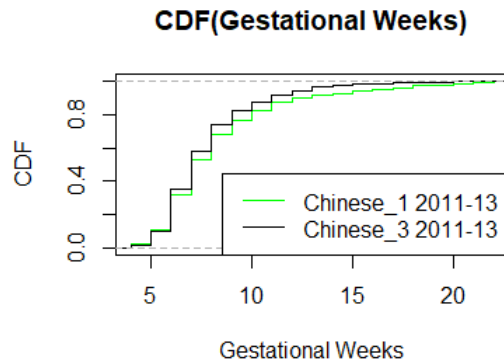 CDF(Gestational Weeks)
CDF
0.8
0.4
0.0
Chinese_1 2011-13
Chinese_3 2011-13
5 10 15 20
Gestational Weeks